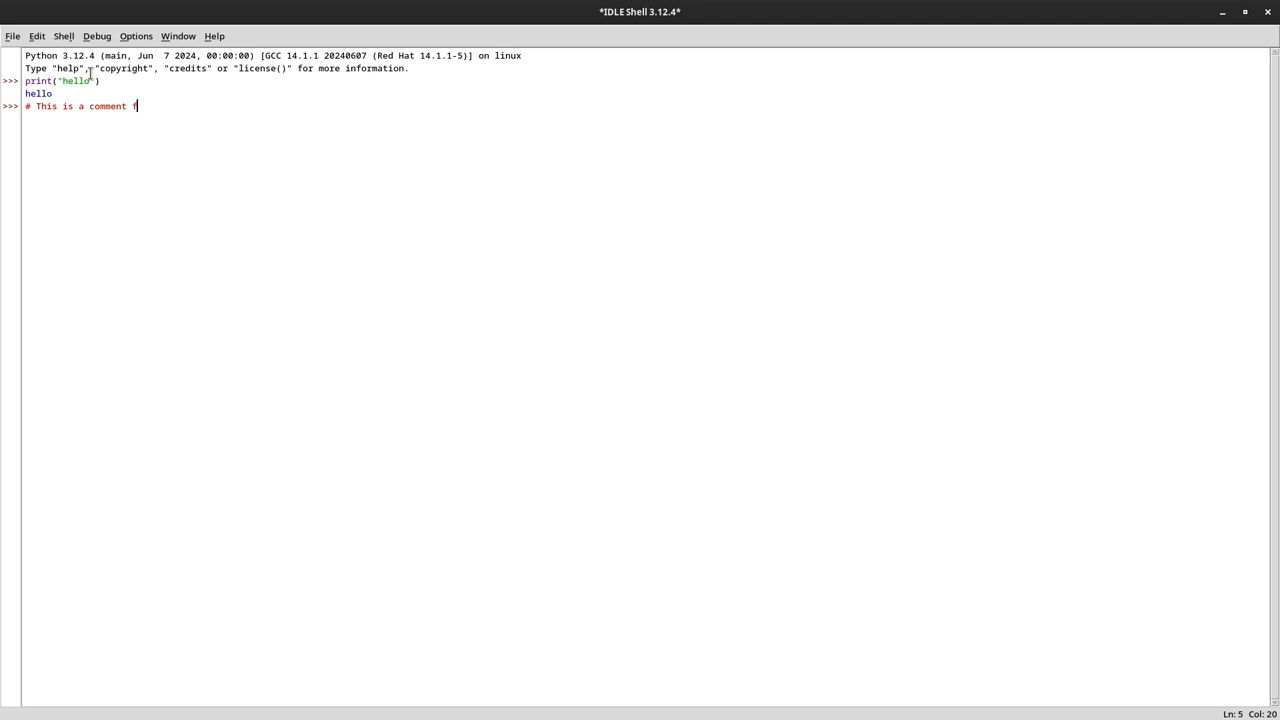 *IDLE Shell 3.12.4*
File Edit Shell Debug Options Window Help
Python 3.12.4 (main, Jun  7 2024, 00:00:00) [GCC 14.1.1 20240607 (Red Hat 14.1.1-5)] on linux
Type "help", "copyright", "credits" or "license()" for more information.
>>> print("hello")
hello
>>> # This is a comment f
Ln: 5 Col: 20